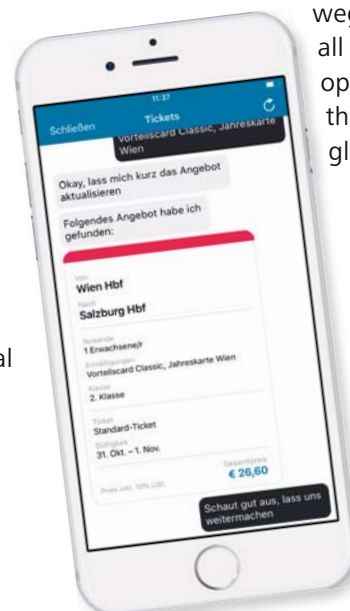 weg
all
op
th
gl
al
11:37
Schließen
Tickets
Vorteilscard Classic, Jahreskarte
Wien
Okay, lass mich kurz das Angebot
aktualisieren
Folgendes Angebot habe ich
gefunden:
Von
Wien Hbf
Nach
Salzburg Hbf
Reisende
1 Erwachsene/r
Ermäßigungen
Vorteilscard Classic, Jahreskarte Wien
Klasse
2. Klasse
Ticket
Standard-Ticket
Gültigkeit
31. Okt. – 1. Nov.
Gesamtpreis
€ 26,60
Preis inkl. 10% USt.
Schaut gut aus, lass uns
weitermachen